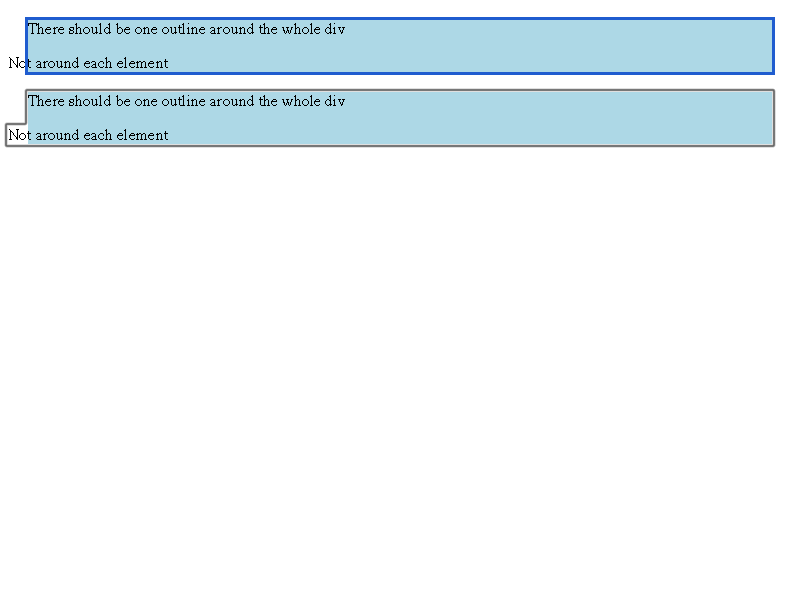 There should be one outline around the whole div
Not around each element
There should be one outline around the whole div
Not around each element